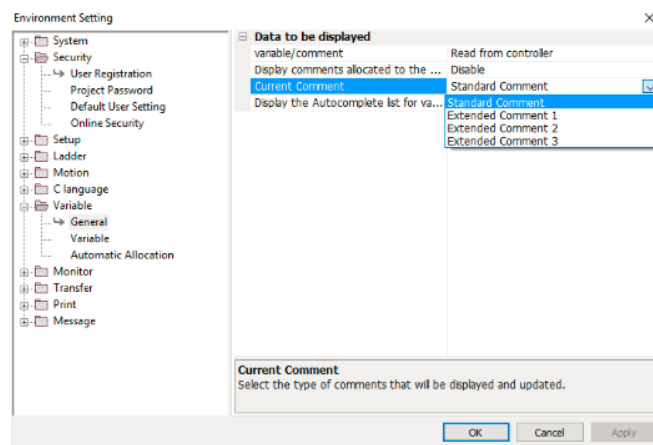 Environment Setting
System
Security
User Registration
Project Password
Default User Setting
Online Security
Setup
Ladder
Motion
C language
Variable
General
Variable
Automatic Allocation
Monitor
Transfer
Print
Message
Data to be displayed
variable/comment Read from controller
Display comments allocated to the ... Disable
Current Comment Standard Comment
Display the Autocomplete list for va... Standard Comment
Extended Comment 1
Extended Comment 2
Extended Comment 3
Current Comment
Select the type of comments that will be displayed and updated.
OK Cancel Apply